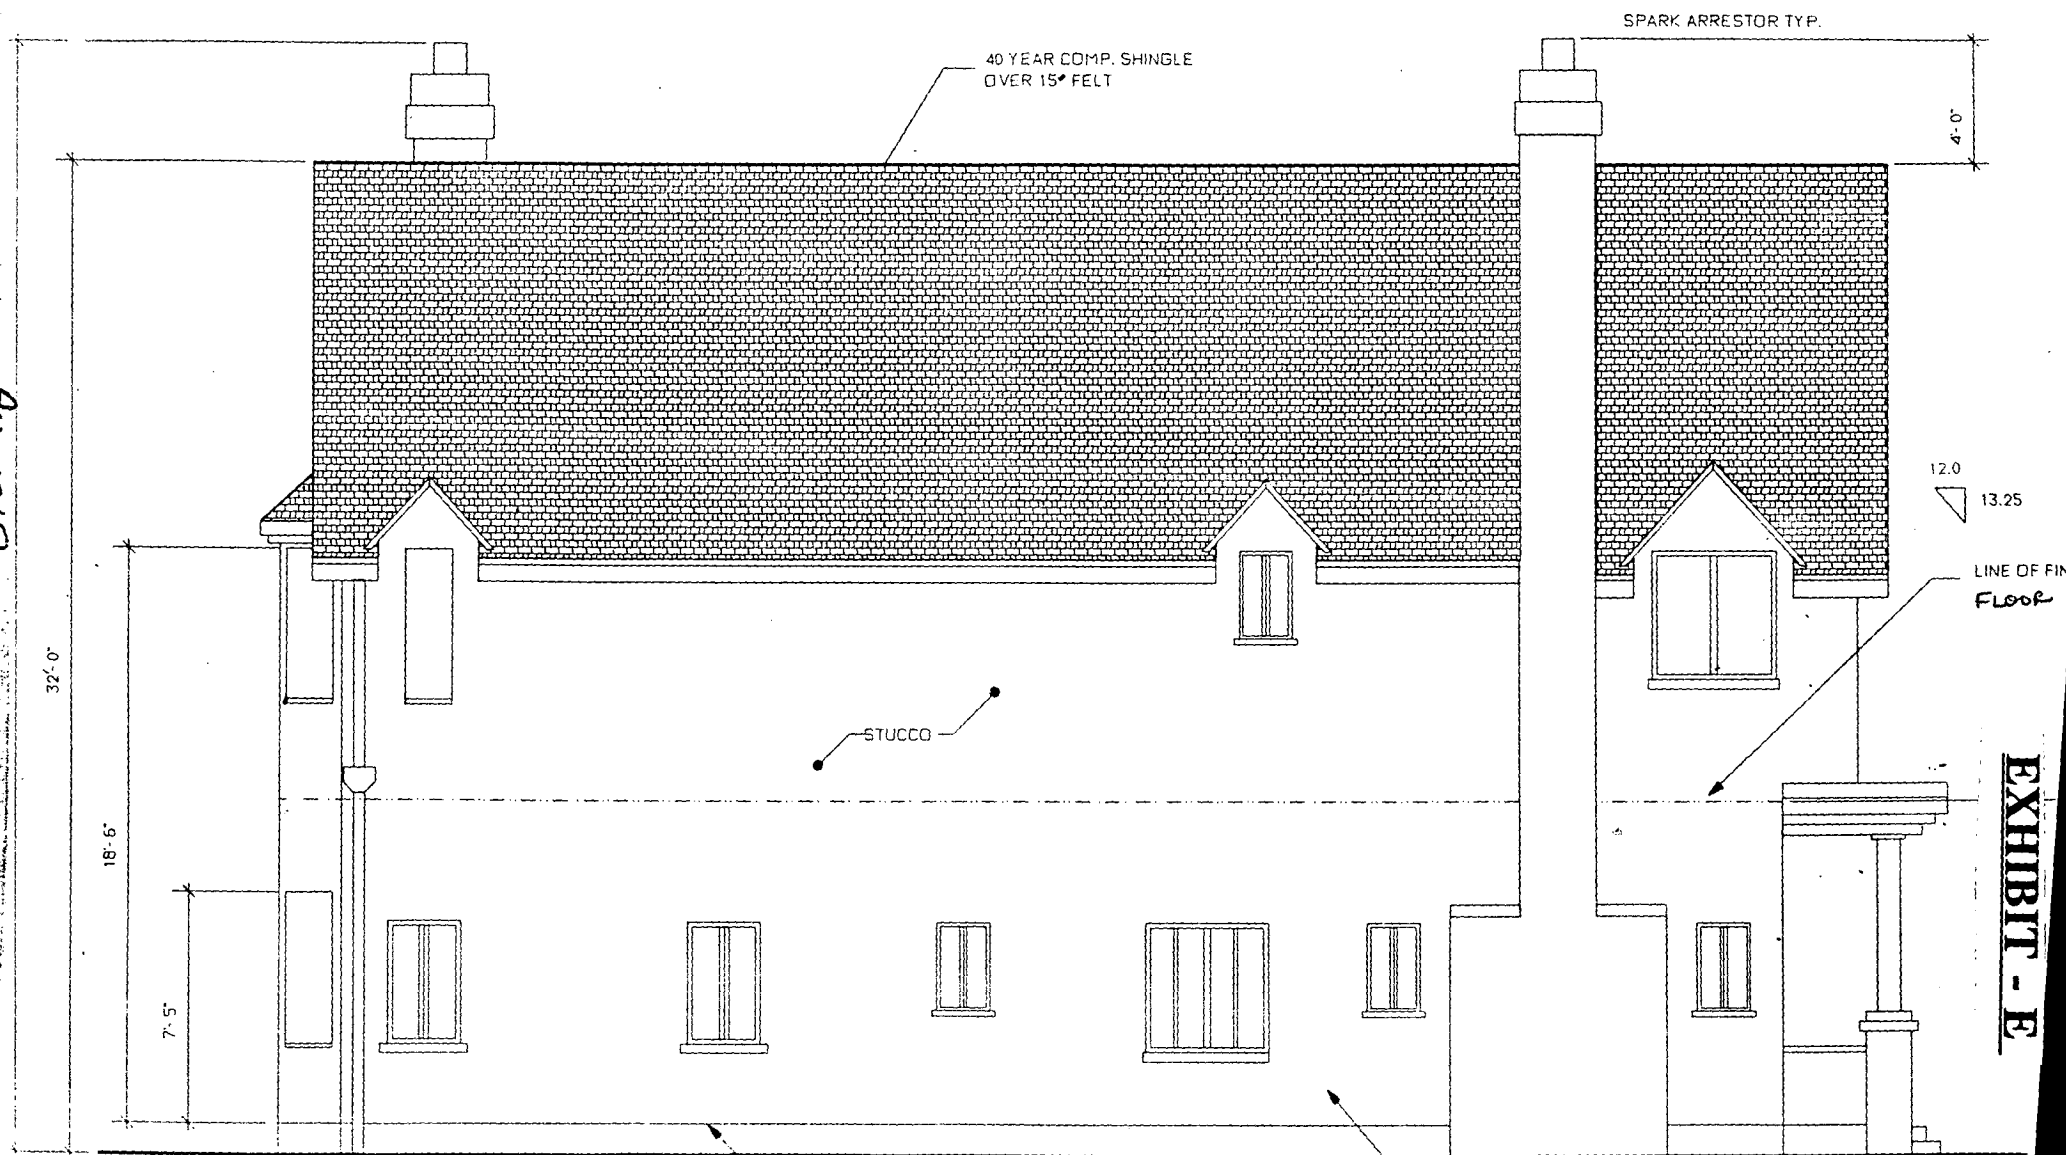 SPARK ARRESTOR TYP.
40 YEAR COMP. SHINGLE
OVER 15# FELT
4'-0"
12.0
13.25
LINE OF FIN
FLOOR
32'-0"
STUCCO
18'-6"
7'-5"
EXHIBIT - E